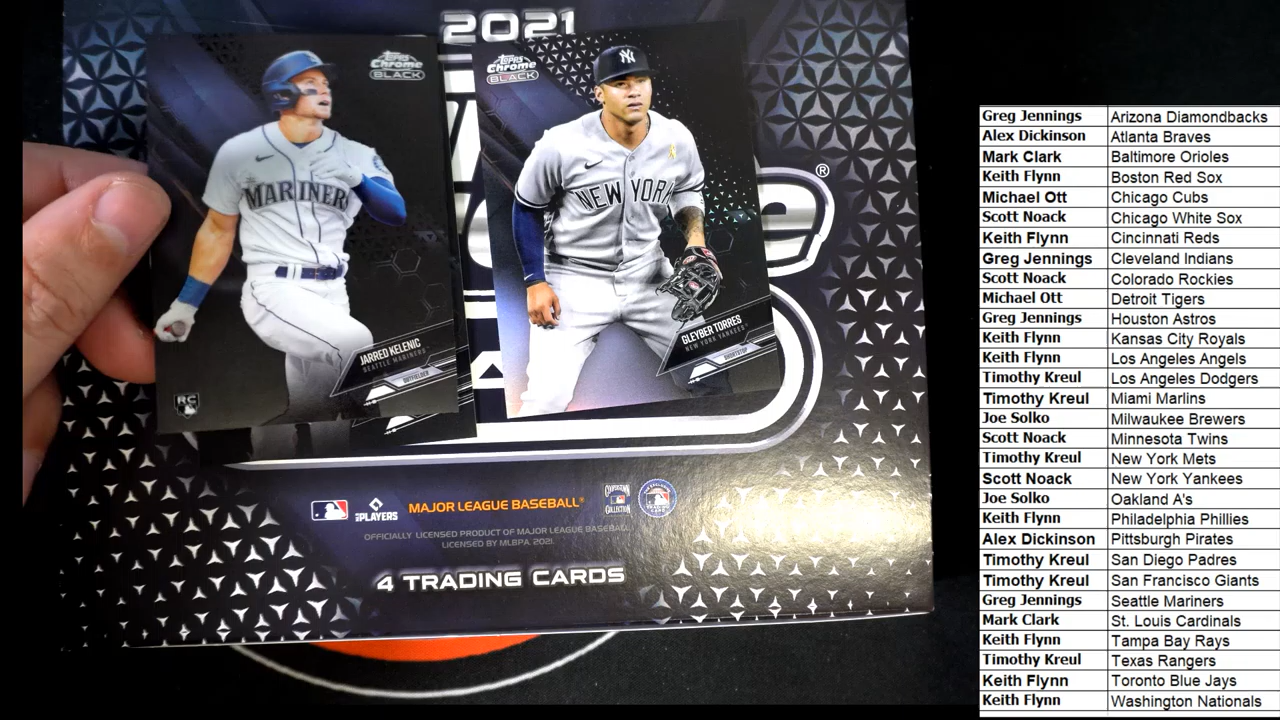 2021
Topps
Chrome
BLACK
MARINERS
JARRED KELENIC
SEATTLE MARINERS
OUTFIELDER
RC
Topps
Chrome
BLACK
NY
NEW YORK
GLEYBER TORRES
NEW YORK YANKEES™
SHORTSTOP
®
MLB PLAYERS
MAJOR LEAGUE BASEBALL®
COOPERSTOWN
COLLECTION
OFFICIALLY LICENSED PRODUCT OF MAJOR LEAGUE BASEBALL.
LICENSED BY MLBPA 2021.
4 TRADING CARDS
Greg Jennings Arizona Diamondbacks
Alex Dickinson Atlanta Braves
Mark Clark Baltimore Orioles
Keith Flynn Boston Red Sox
Michael Ott Chicago Cubs
Scott Noack Chicago White Sox
Keith Flynn Cincinnati Reds
Greg Jennings Cleveland Indians
Scott Noack Colorado Rockies
Michael Ott Detroit Tigers
Greg Jennings Houston Astros
Keith Flynn Kansas City Royals
Keith Flynn Los Angeles Angels
Timothy Kreul Los Angeles Dodgers
Timothy Kreul Miami Marlins
Joe Solko Milwaukee Brewers
Scott Noack Minnesota Twins
Timothy Kreul New York Mets
Scott Noack New York Yankees
Joe Solko Oakland A's
Keith Flynn Philadelphia Phillies
Alex Dickinson Pittsburgh Pirates
Timothy Kreul San Diego Padres
Timothy Kreul San Francisco Giants
Greg Jennings Seattle Mariners
Mark Clark St. Louis Cardinals
Keith Flynn Tampa Bay Rays
Timothy Kreul Texas Rangers
Keith Flynn Toronto Blue Jays
Keith Flynn Washington Nationals